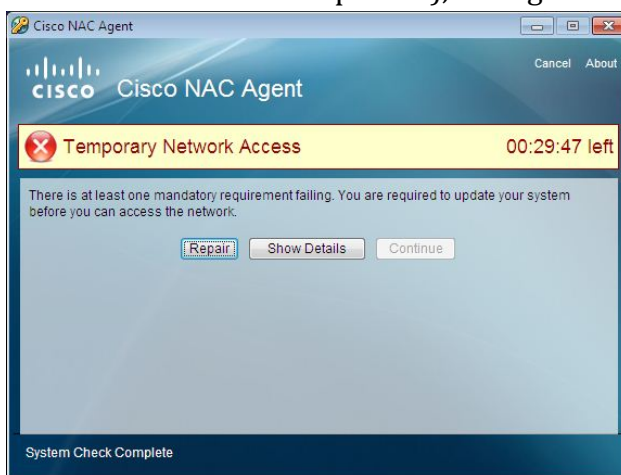 Cisco NAC Agent
Cancel About
CISCO Cisco NAC Agent
Temporary Network Access 00:29:47 left
There is at least one mandatory requirement failing. You are required to update your system
before you can access the network.
Repair Show Details Continue
System Check Complete